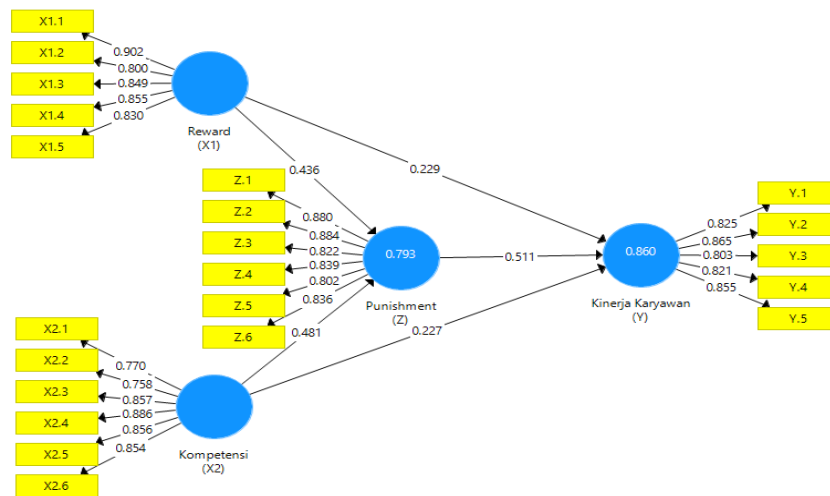 X1.1
X1.2
X1.3
X1.4
X1.5
0.902
0.800
0.849
0.855
0.830
Reward
(X1)
0.436
0.229
Z.1
Z.2
Z.3
Z.4
Z.5
Z.6
0.880
0.884
0.822
0.839
0.802
0.836
0.793
Punishment
(Z)
0.511
0.860
Kinerja Karyawan
(Y)
0.825
0.865
0.803
0.821
0.855
Y.1
Y.2
Y.3
Y.4
Y.5
0.481
0.227
X2.1
X2.2
X2.3
X2.4
X2.5
X2.6
0.770
0.758
0.857
0.886
0.856
0.854
Kompetensi
(X2)